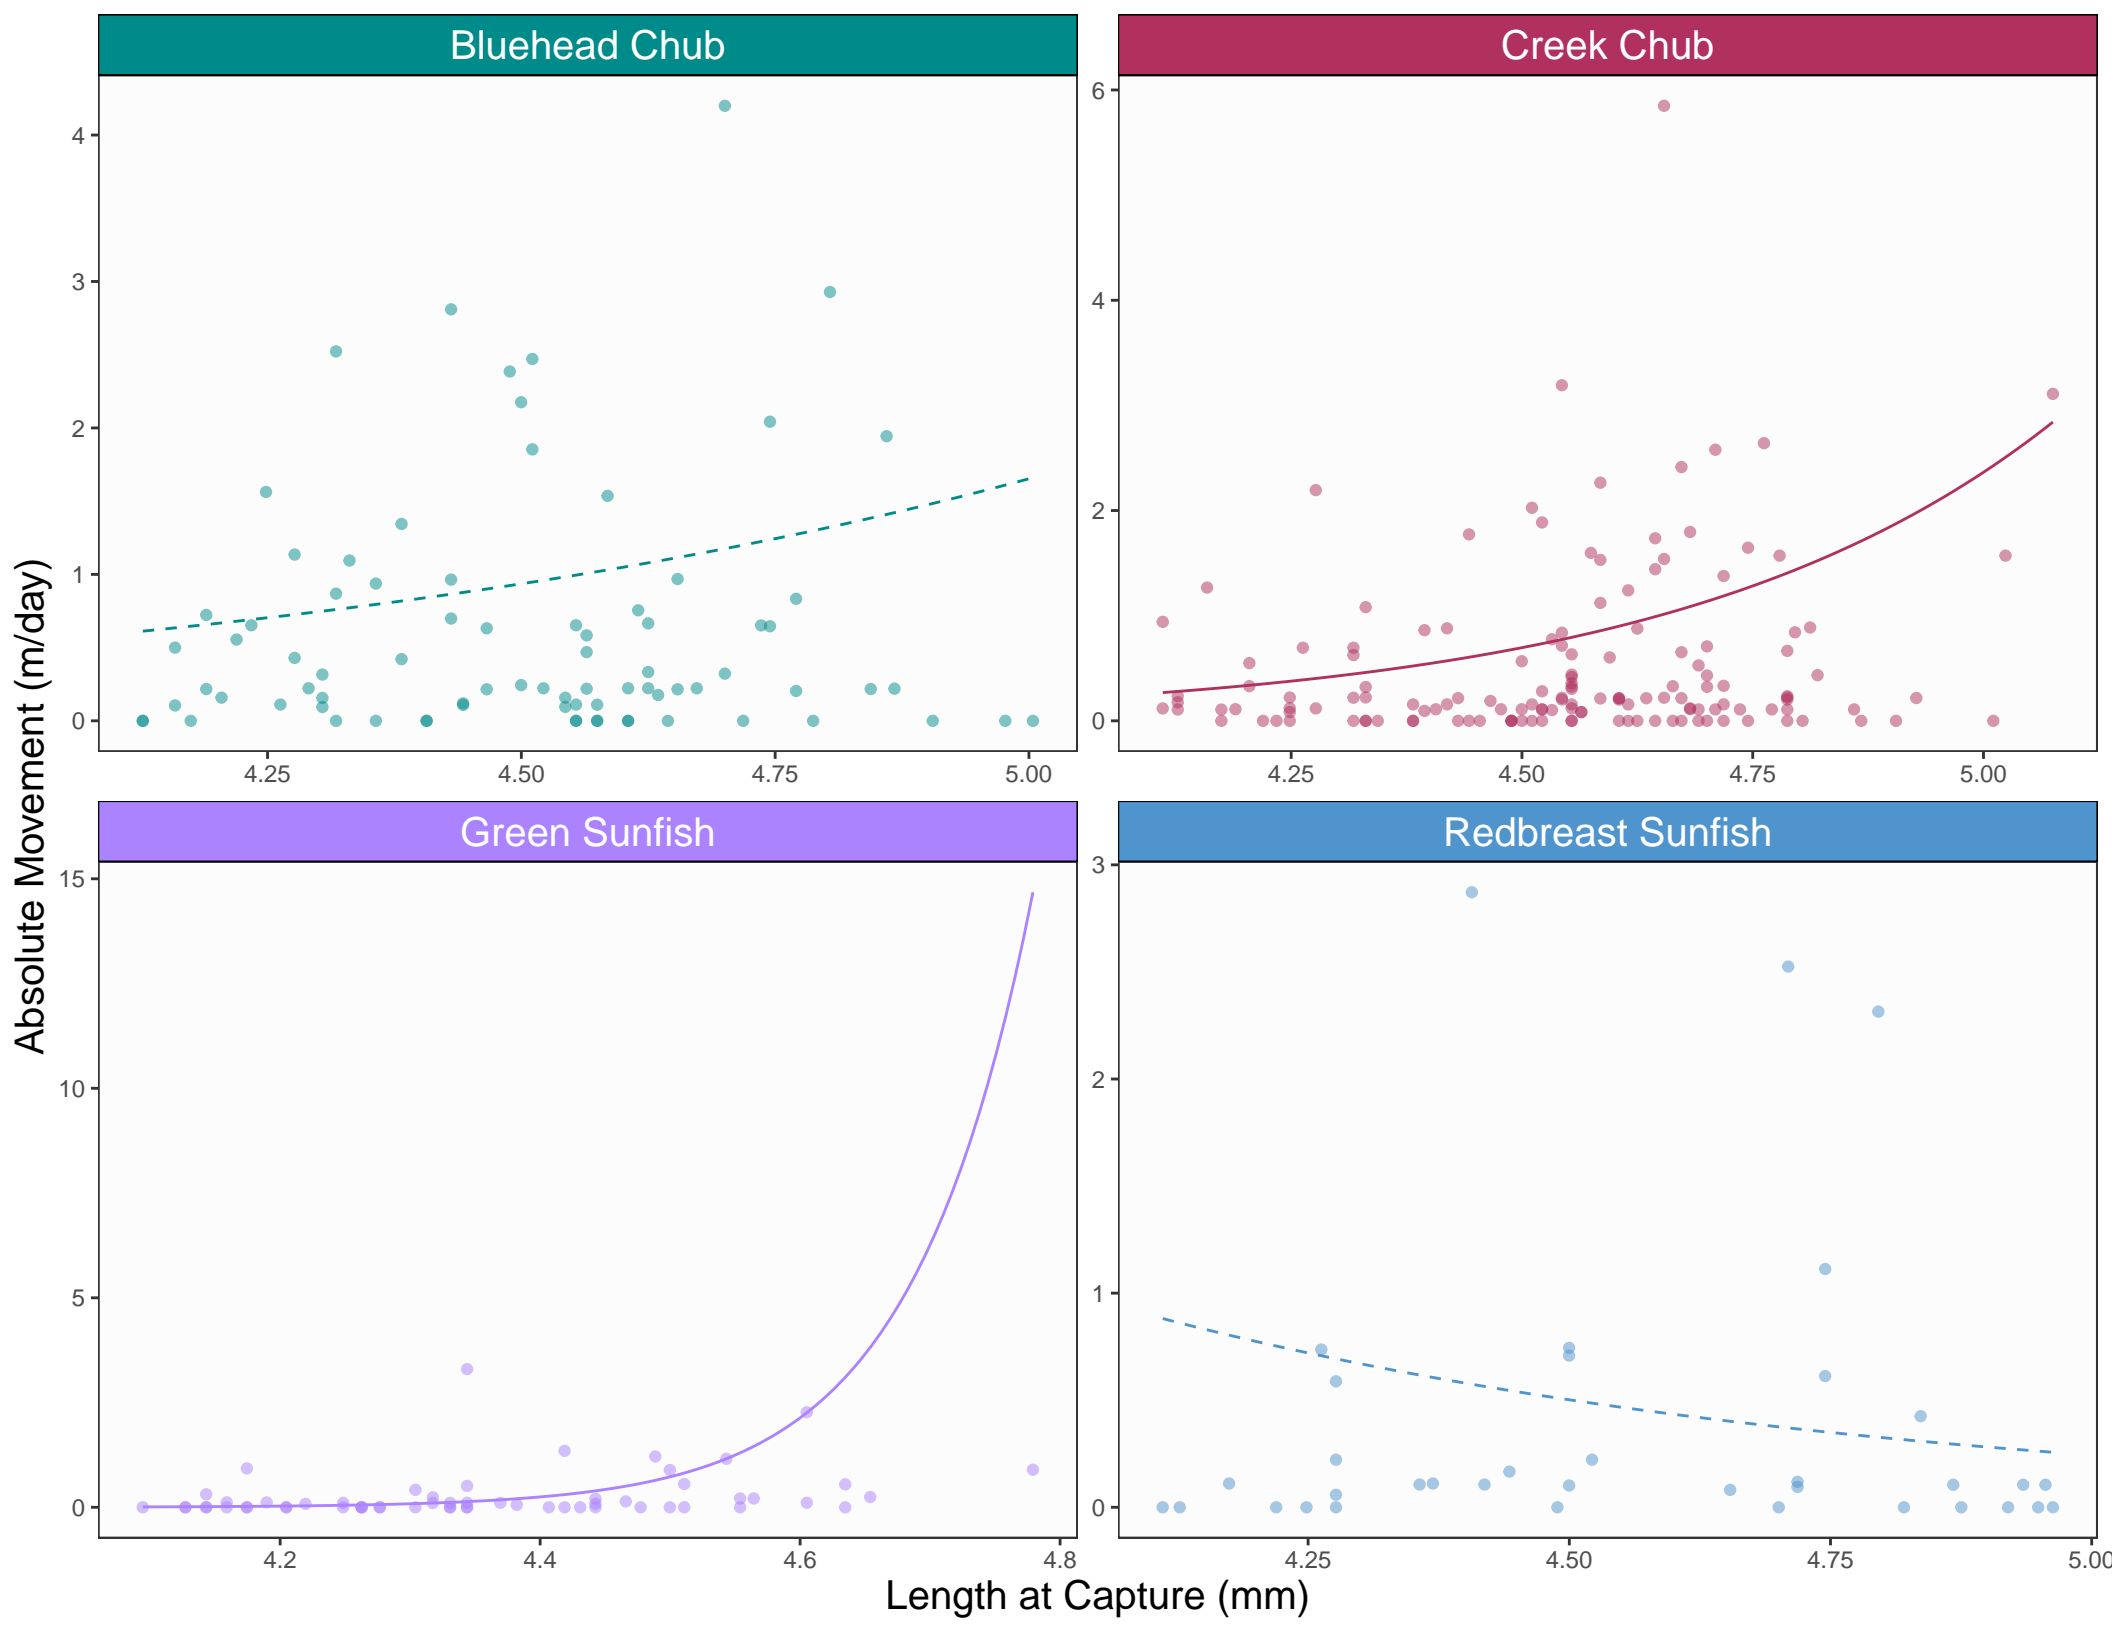 Bluehead Chub
Creek Chub
4
3
2
1
0
6
4
2
0
4.25 4.50 4.75 5.00
4.25 4.50 4.75 5.00
Absolute Movement (m/day)
Green Sunfish
Redbreast Sunfish
15
10
5
0
3
2
1
0
4.2 4.4 4.6 4.8
4.25 4.50 4.75 5.00
Length at Capture (mm)